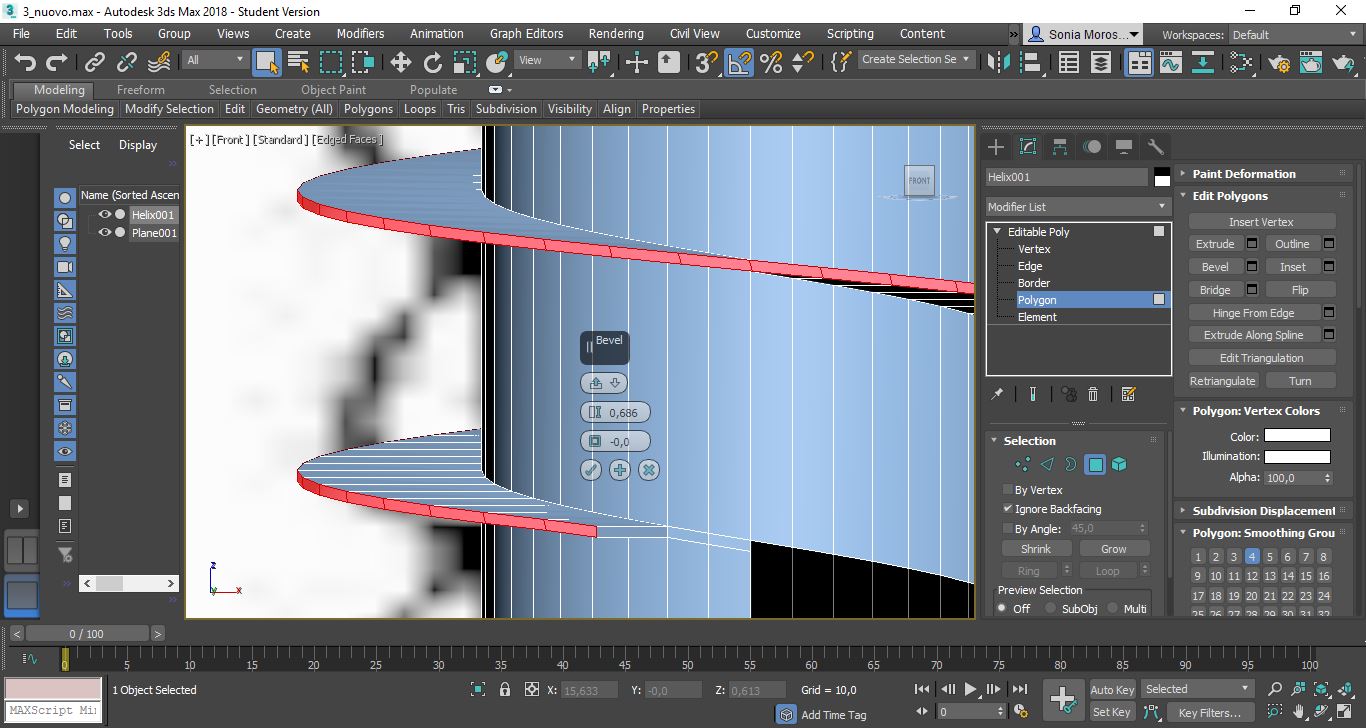 3_nuovo.max - Autodesk 3ds Max 2018 - Student Version
File Edit Tools Group Views Create Modifiers Animation Graph Editors Rendering Civil View Customize Scripting Content » Sonia Moros... Workspaces: Default
All View Create Selection Se
Modeling Freeform Selection Object Paint Populate
Polygon Modeling Modify Selection Edit Geometry (All) Polygons Loops Tris Subdivision Visibility Align Properties
Select Display
Name (Sorted Ascen
Helix001
Plane001
[+] [Front] [Standard] [Edged Faces]
FRONT
Bevel
0,686
-0,0
z
y
x
Helix001
Modifier List
Editable Poly
Vertex
Edge
Border
Polygon
Element
Selection
By Vertex
Ignore Backfacing
By Angle: 45,0
Shrink Grow
Ring Loop
Preview Selection
Off SubObj Multi
Paint Deformation
Edit Polygons
Insert Vertex
Extrude Outline
Bevel Inset
Bridge Flip
Hinge From Edge
Extrude Along Spline
Edit Triangulation
Retriangulate Turn
Polygon: Vertex Colors
Color:
Illumination:
Alpha: 100,0
Subdivision Displacement
Polygon: Smoothing Grou
1 2 3 4 5 6 7 8
9 10 11 12 13 14 15 16
17 18 19 20 21 22 23 24
25 26 27 28 29 30 31 32
< 0 / 100 >
0 5 10 15 20 25 30 35 40 45 50 55 60 65 70 75 80 85 90 95 100
1 Object Selected X: 15,633 Y: -0,0 Z: 0,613 Grid = 10,0 Auto Key Selected
MAXScript Mi Add Time Tag 0 Set Key Key Filters...